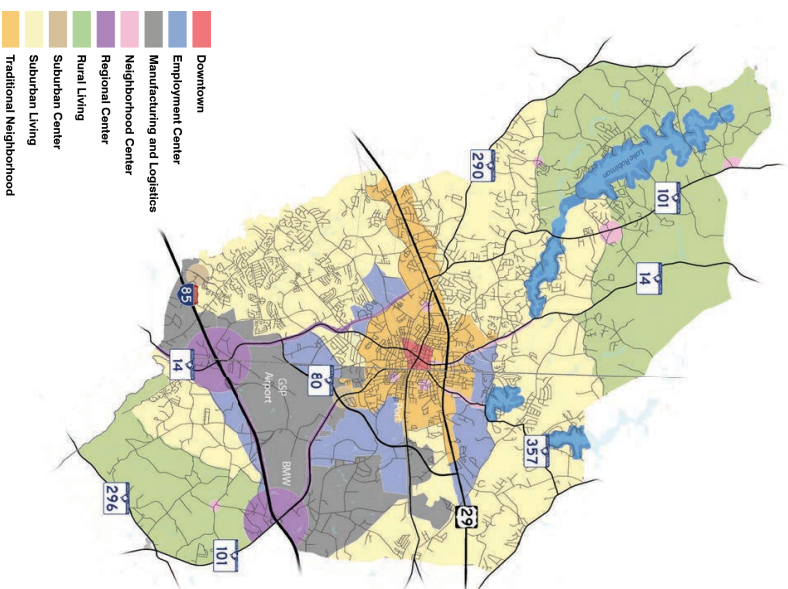 Downtown
Employment Center
Manufacturing and Logistics
Neighborhood Center
Regional Center
Rural Living
Suburban Center
Suburban Living
Traditional Neighborhood
Lake Robinson
290
101
14
85
14
80
GSP
Airport
BMW
357
29
296
101